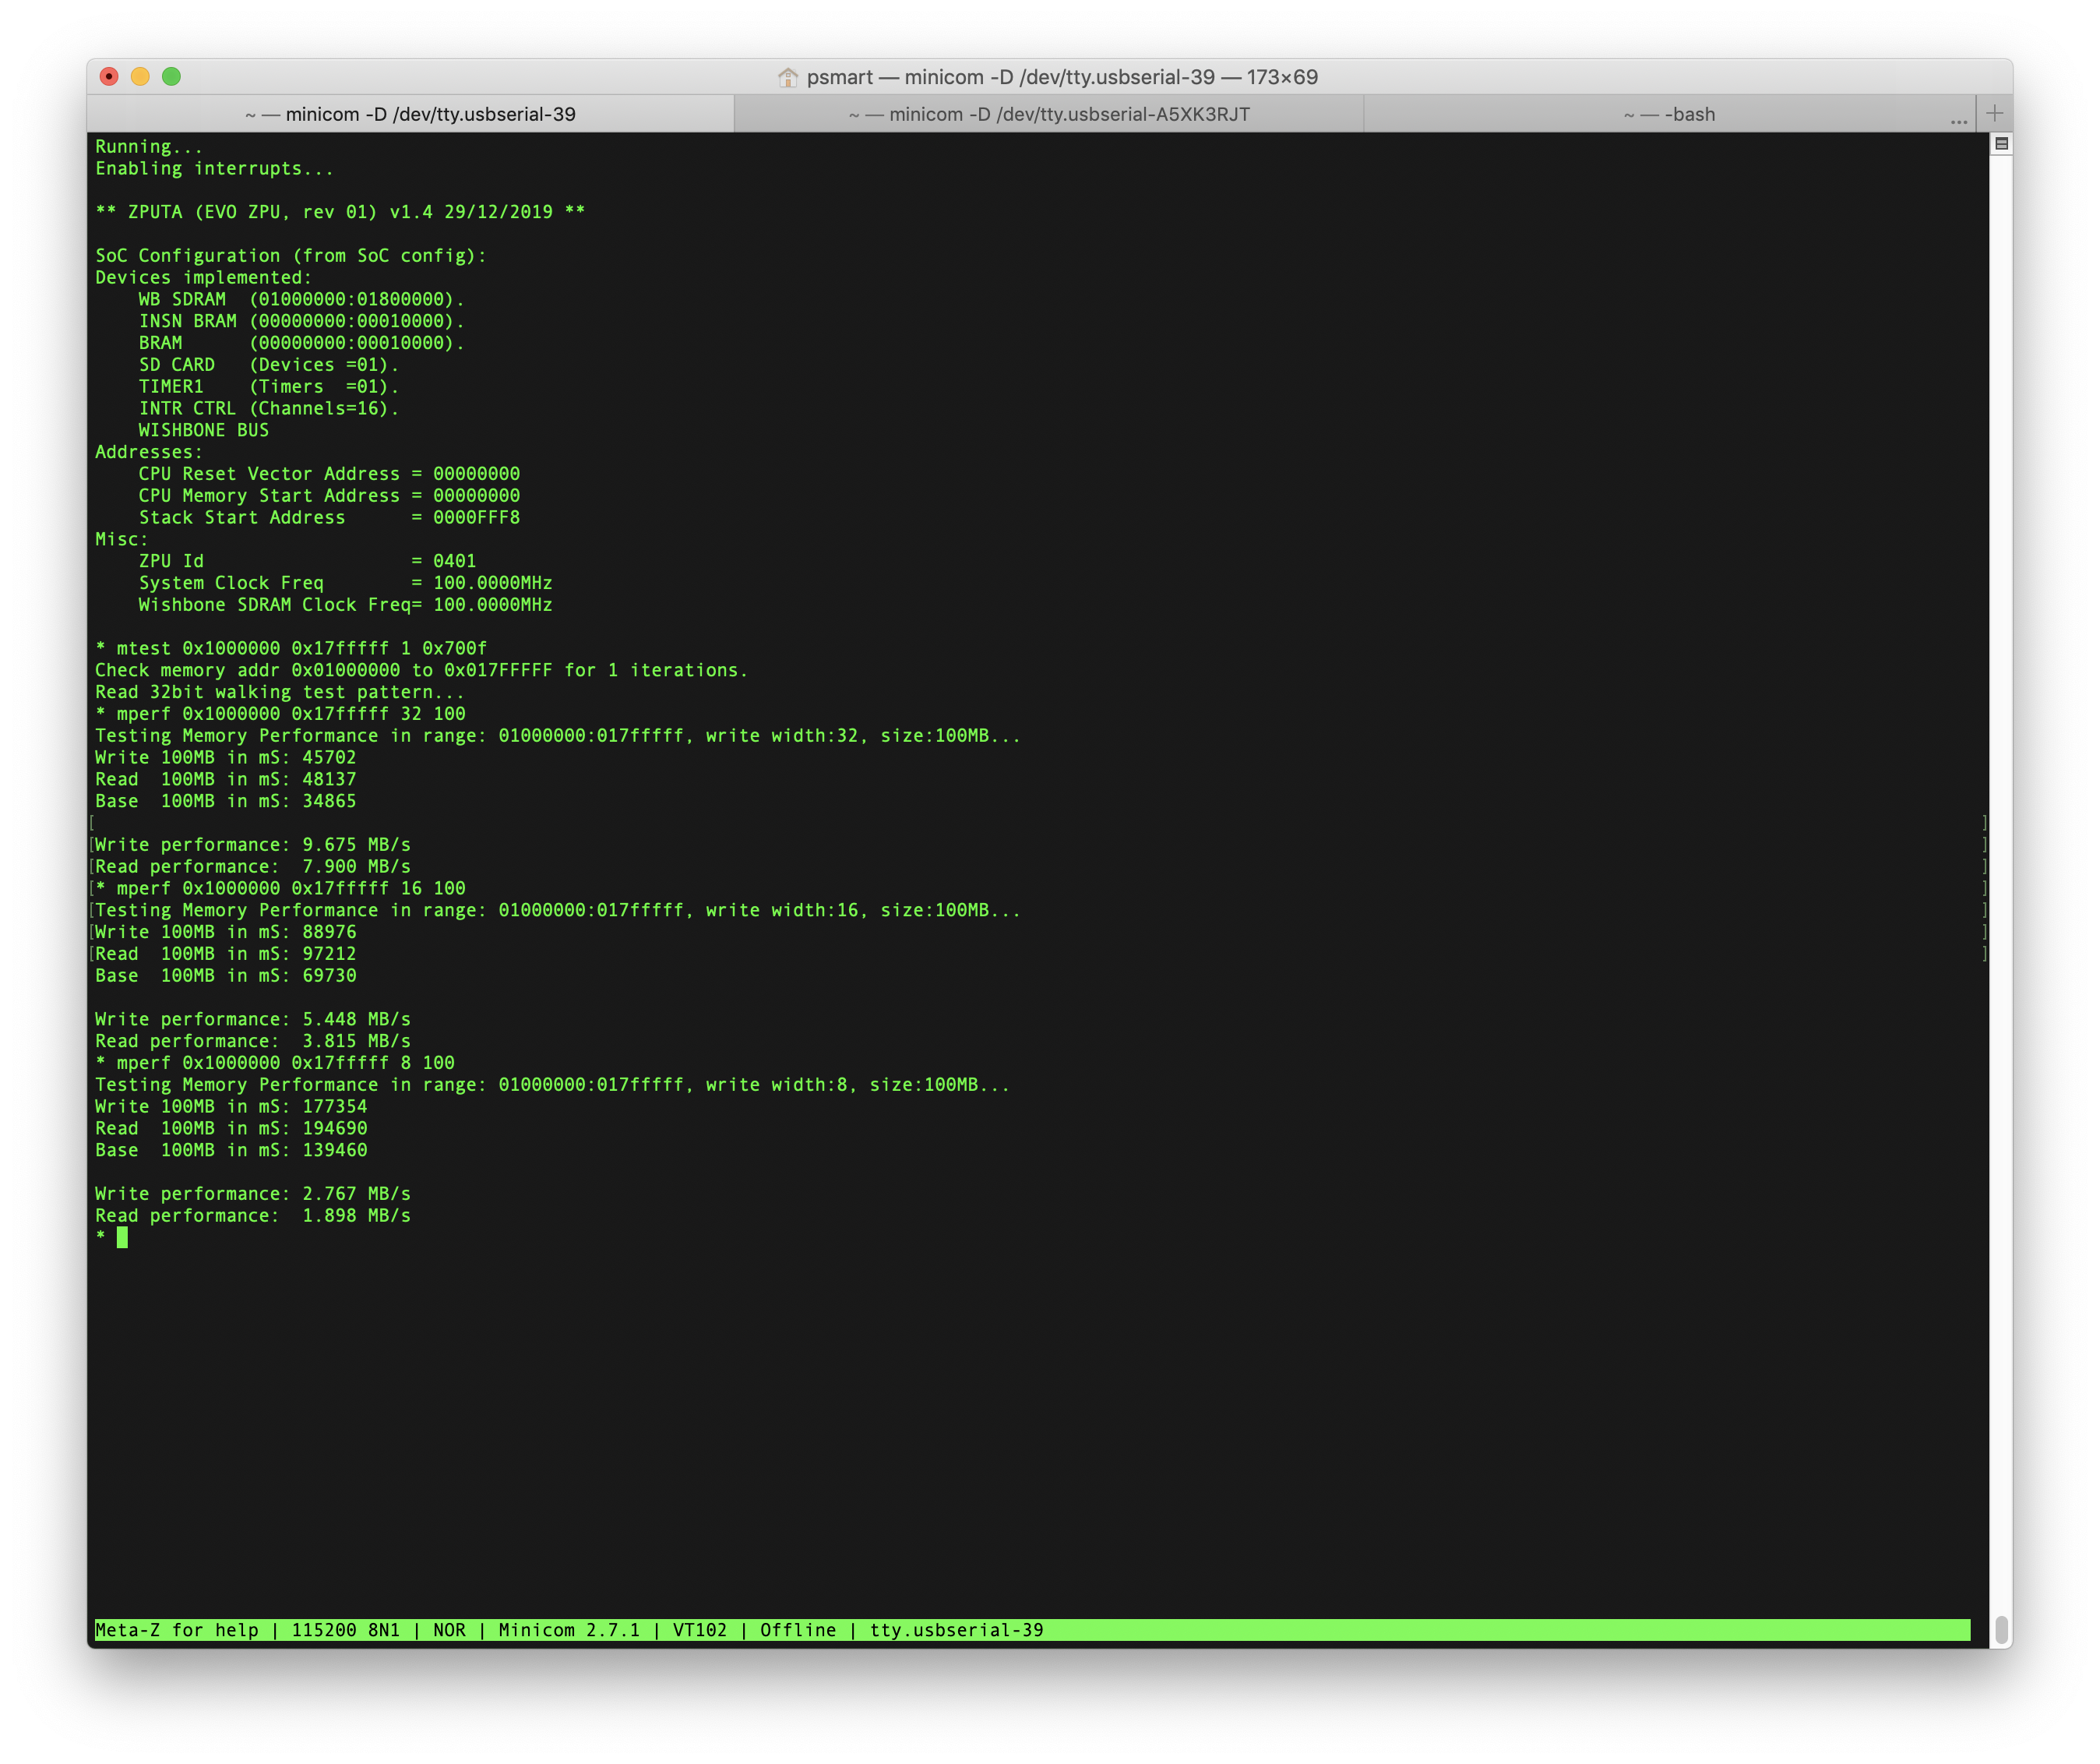 psmart — minicom -D /dev/tty.usbserial-39 — 173×69
~ — minicom -D /dev/tty.usbserial-39
~ — minicom -D /dev/tty.usbserial-A5XK3RJT
~ — -bash
... +
Running...
Enabling interrupts...
** ZPUTA (EVO ZPU, rev 01) v1.4 29/12/2019 **
SoC Configuration (from SoC config):
Devices implemented:
    WB SDRAM  (01000000:01800000).
    INSN BRAM (00000000:00010000).
    BRAM      (00000000:00010000).
    SD CARD   (Devices =01).
    TIMER1    (Timers  =01).
    INTR CTRL (Channels=16).
    WISHBONE BUS
Addresses:
    CPU Reset Vector Address = 00000000
    CPU Memory Start Address = 00000000
    Stack Start Address      = 0000FFF8
Misc:
    ZPU Id                   = 0401
    System Clock Freq        = 100.0000MHz
    Wishbone SDRAM Clock Freq= 100.0000MHz
* mtest 0x1000000 0x17fffff 1 0x700f
Check memory addr 0x01000000 to 0x017FFFFF for 1 iterations.
Read 32bit walking test pattern...
* mperf 0x1000000 0x17fffff 32 100
Testing Memory Performance in range: 01000000:017fffff, write width:32, size:100MB...
Write 100MB in mS: 45702
Read  100MB in mS: 48137
Base  100MB in mS: 34865
[ ]
[Write performance: 9.675 MB/s ]
[Read performance:  7.900 MB/s ]
[* mperf 0x1000000 0x17fffff 16 100 ]
[Testing Memory Performance in range: 01000000:017fffff, write width:16, size:100MB... ]
[Write 100MB in mS: 88976 ]
[Read  100MB in mS: 97212 ]
Base  100MB in mS: 69730
Write performance: 5.448 MB/s
Read performance:  3.815 MB/s
* mperf 0x1000000 0x17fffff 8 100
Testing Memory Performance in range: 01000000:017fffff, write width:8, size:100MB...
Write 100MB in mS: 177354
Read  100MB in mS: 194690
Base  100MB in mS: 139460
Write performance: 2.767 MB/s
Read performance:  1.898 MB/s
*
Meta-Z for help | 115200 8N1 | NOR | Minicom 2.7.1 | VT102 | Offline | tty.usbserial-39